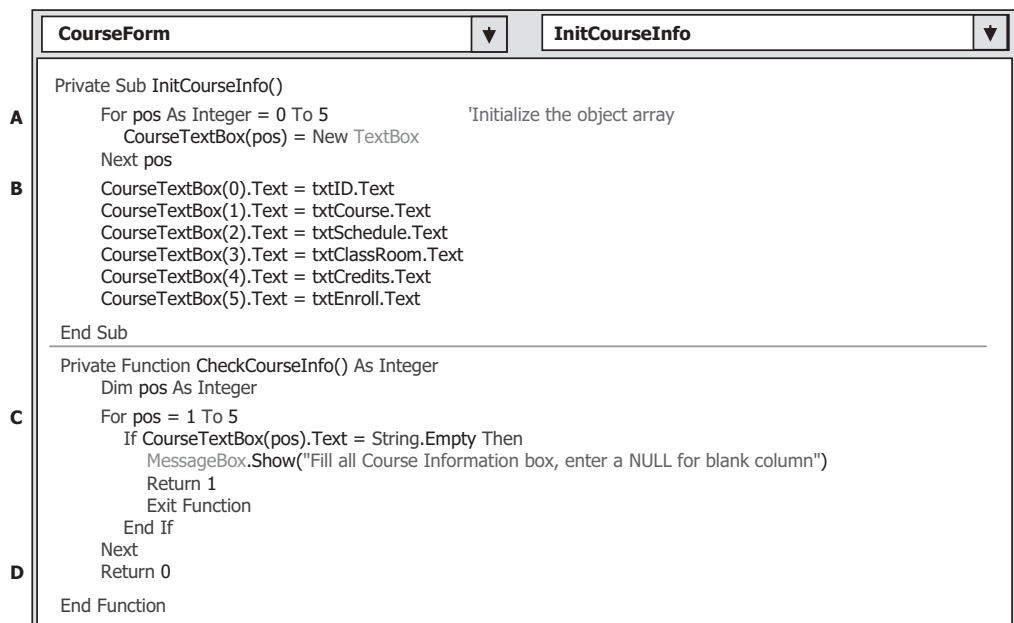 CourseForm InitCourseInfo
Private Sub InitCourseInfo()
A For pos As Integer = 0 To 5 'Initialize the object array
CourseTextBox(pos) = New TextBox
Next pos
B CourseTextBox(0).Text = txtID.Text
CourseTextBox(1).Text = txtCourse.Text
CourseTextBox(2).Text = txtSchedule.Text
CourseTextBox(3).Text = txtClassRoom.Text
CourseTextBox(4).Text = txtCredits.Text
CourseTextBox(5).Text = txtEnroll.Text
End Sub
Private Function CheckCourseInfo() As Integer
Dim pos As Integer
C For pos = 1 To 5
If CourseTextBox(pos).Text = String.Empty Then
MessageBox.Show("Fill all Course Information box, enter a NULL for blank column")
Return 1
Exit Function
End If
Next
D Return 0
End Function